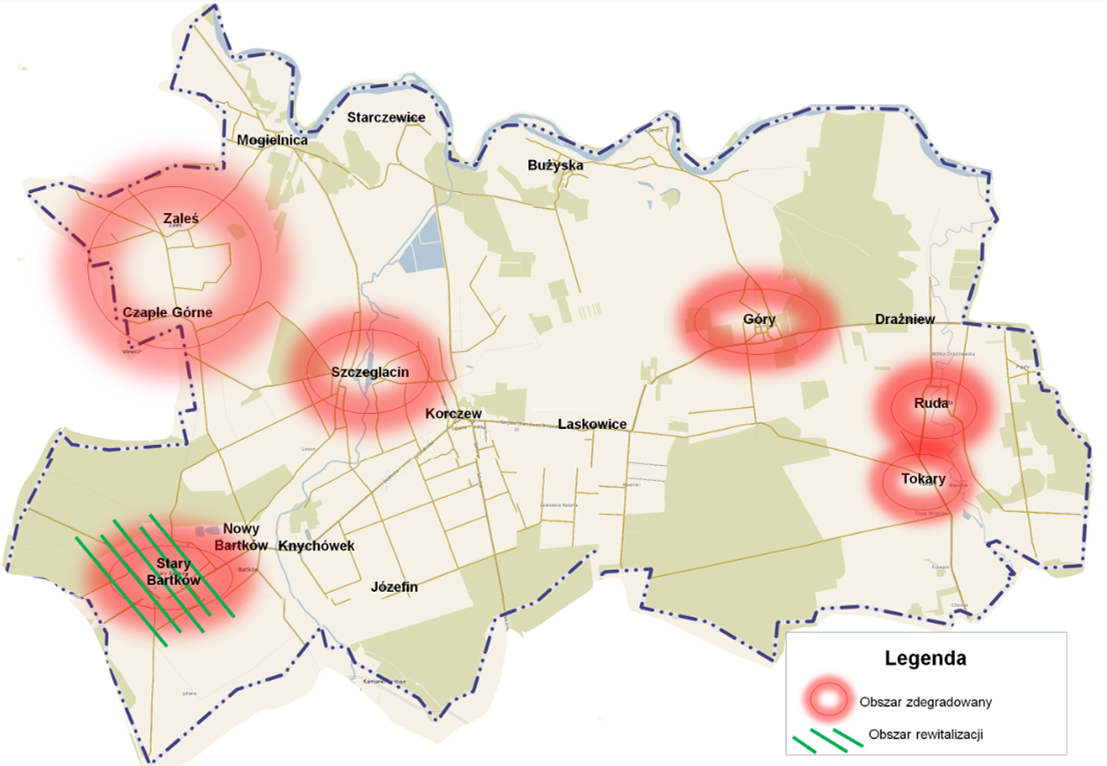 Starczewice
Mogielnica
Bużyska
Zaleś
Czaple Górne
Góry
Drażniew
Szczeglacin
Ruda
Korczew
Laskowice
Tokary
Nowy
Bartków
Knychówek
Stary
Bartków
Bartków
Józefin
Legenda
Obszar zdegradowany
Obszar rewitalizacji